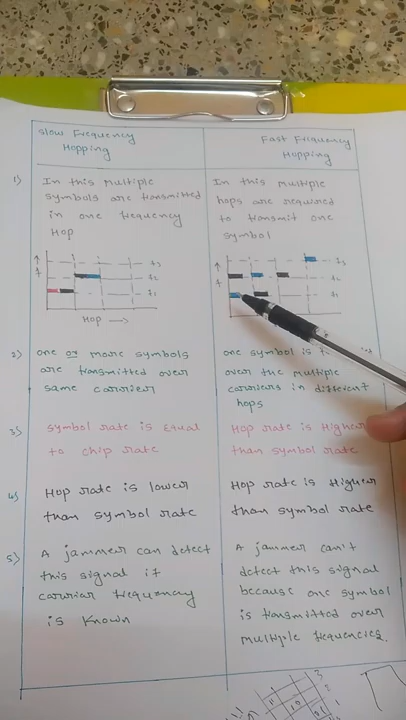 Slow Frequency
Hopping
Fast Frequency
Hopping
1) In this multiple
symbols are transmitted
in one frequency
Hop
In this multiple
hops are required
to transmit one
symbol
f
f3
f2
f1
Hop
f
f3
f2
f1
2) one or more symbols
are transmitted over
same carrier
one symbol is
over the multiple
carriers in different
hops
3) Symbol rate is Equal
to chip rate
Hop rate is Higher
than symbol rate
4) Hop rate is lower
than symbol rate
Hop rate is Higher
than symbol rate
5) A jammer can detect
this signal if
carrier frequency
is known
A jammer can't
detect this signal
because one symbol
is transmitted over
multiple frequencies.